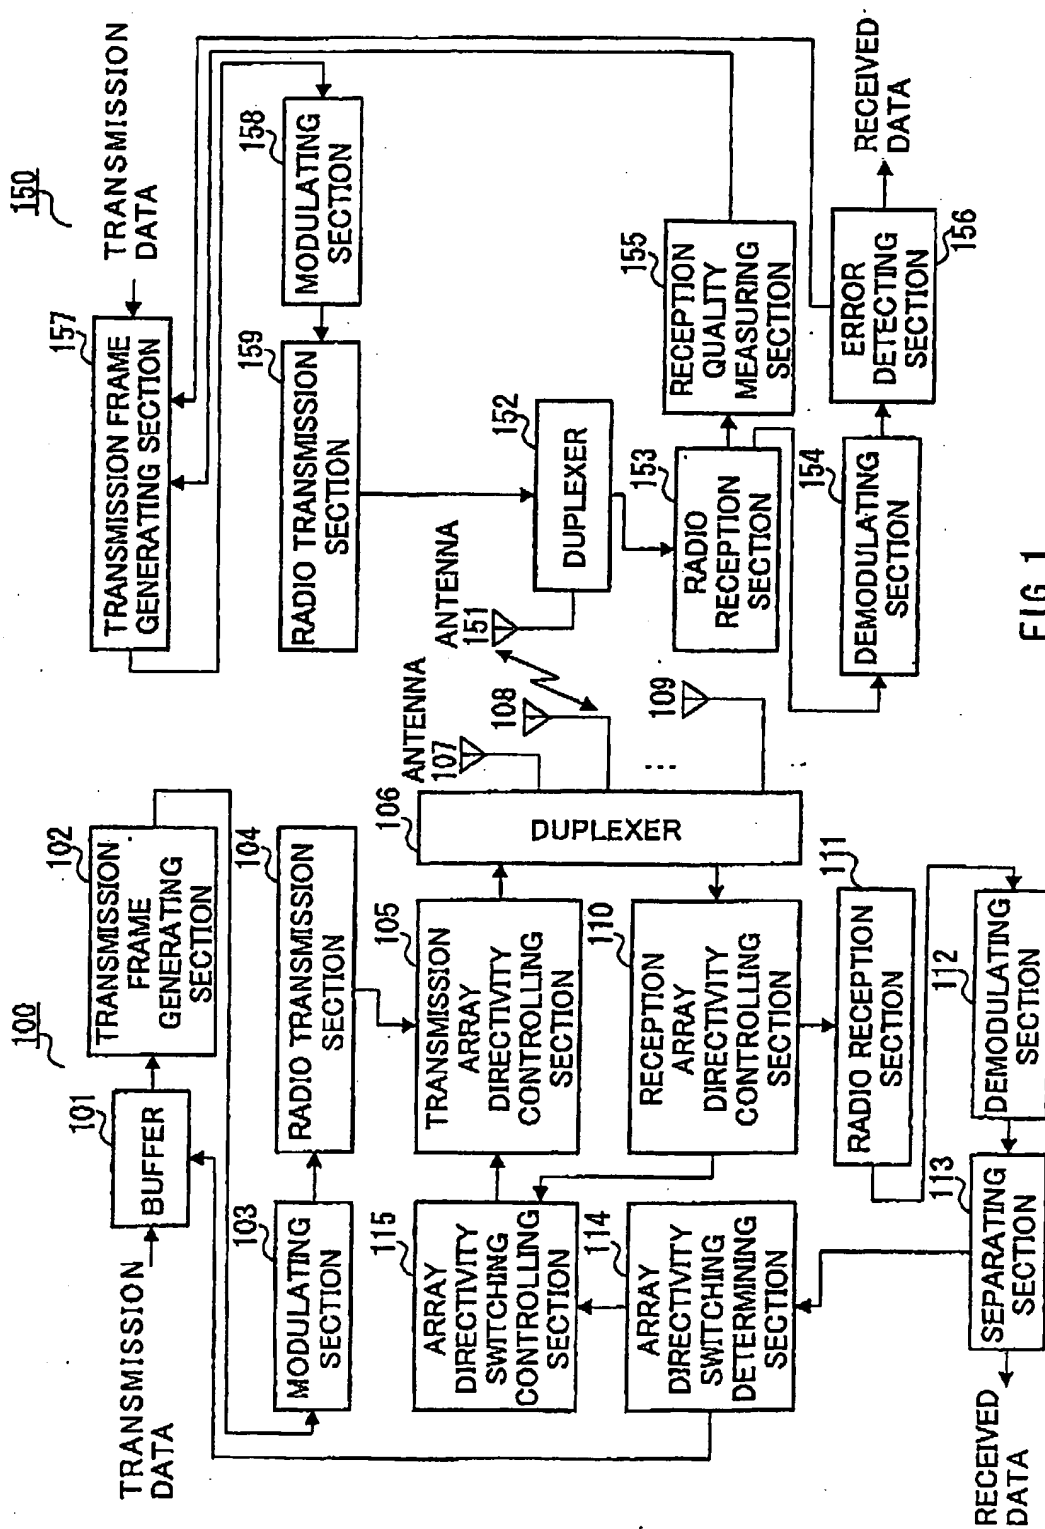 100
TRANSMISSION
DATA
101
BUFFER
102
TRANSMISSION
FRAME
GENERATING
SECTION
103
MODULATING
SECTION
104
RADIO TRANSMISSION
SECTION
115
ARRAY
DIRECTIVITY
SWITCHING
CONTROLLING
SECTION
105
TRANSMISSION
ARRAY
DIRECTIVITY
CONTROLLING
SECTION
106
DUPLEXER
ANTENNA
107
108
109
...
114
ARRAY
DIRECTIVITY
SWITCHING
DETERMINING
SECTION
110
RECEPTION
ARRAY
DIRECTIVITY
CONTROLLING
SECTION
111
RADIO RECEPTION
SECTION
112
DEMODULATING
SECTION
113
SEPARATING
SECTION
RECEIVED
DATA
150
157
TRANSMISSION FRAME
GENERATING SECTION
TRANSMISSION
DATA
158
MODULATING
SECTION
159
RADIO TRANSMISSION
SECTION
ANTENNA
151
152
DUPLEXER
153
RADIO
RECEPTION
SECTION
155
RECEPTION
QUALITY
MEASURING
SECTION
154
DEMODULATING
SECTION
156
ERROR
DETECTING
SECTION
RECEIVED
DATA
FIG.1